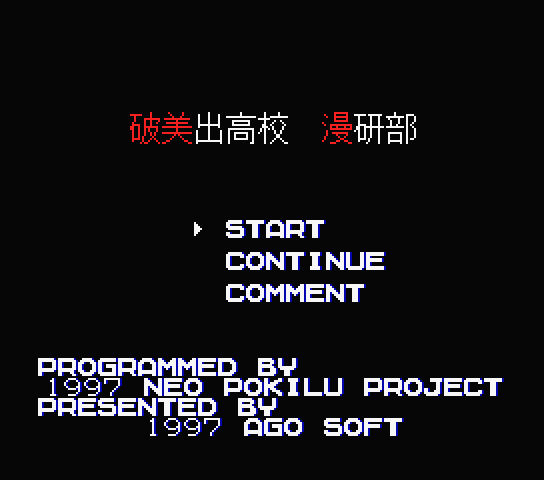 破美出高校　漫研部
START
CONTINUE
COMMENT
PROGRAMMED BY
1997 NEO POKILU PROJECT
PRESENTED BY
1997 AGO SOFT